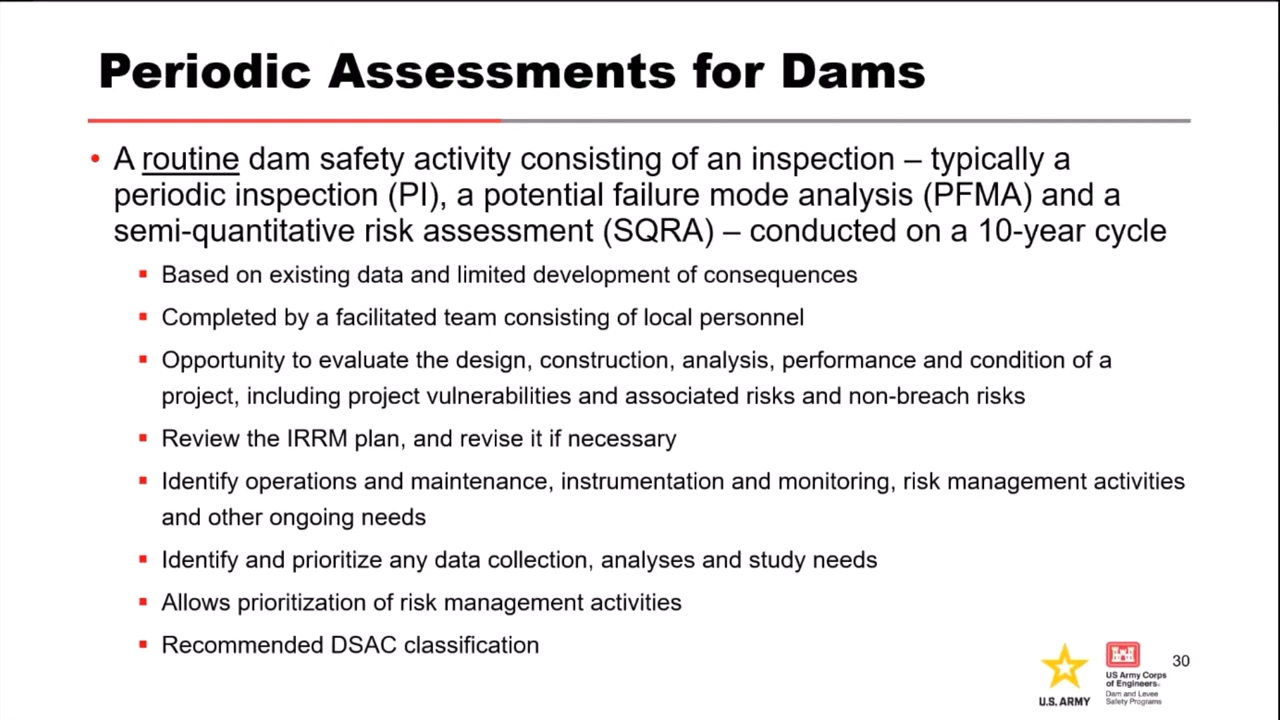 Periodic Assessments for Dams
• A routine dam safety activity consisting of an inspection – typically a
periodic inspection (PI), a potential failure mode analysis (PFMA) and a
semi-quantitative risk assessment (SQRA) – conducted on a 10-year cycle
▪ Based on existing data and limited development of consequences
▪ Completed by a facilitated team consisting of local personnel
▪ Opportunity to evaluate the design, construction, analysis, performance and condition of a
project, including project vulnerabilities and associated risks and non-breach risks
▪ Review the IRRM plan, and revise it if necessary
▪ Identify operations and maintenance, instrumentation and monitoring, risk management activities
and other ongoing needs
▪ Identify and prioritize any data collection, analyses and study needs
▪ Allows prioritization of risk management activities
▪ Recommended DSAC classification
U.S. ARMY
US Army Corps
of Engineers.
Dam and Levee
Safety Programs
30